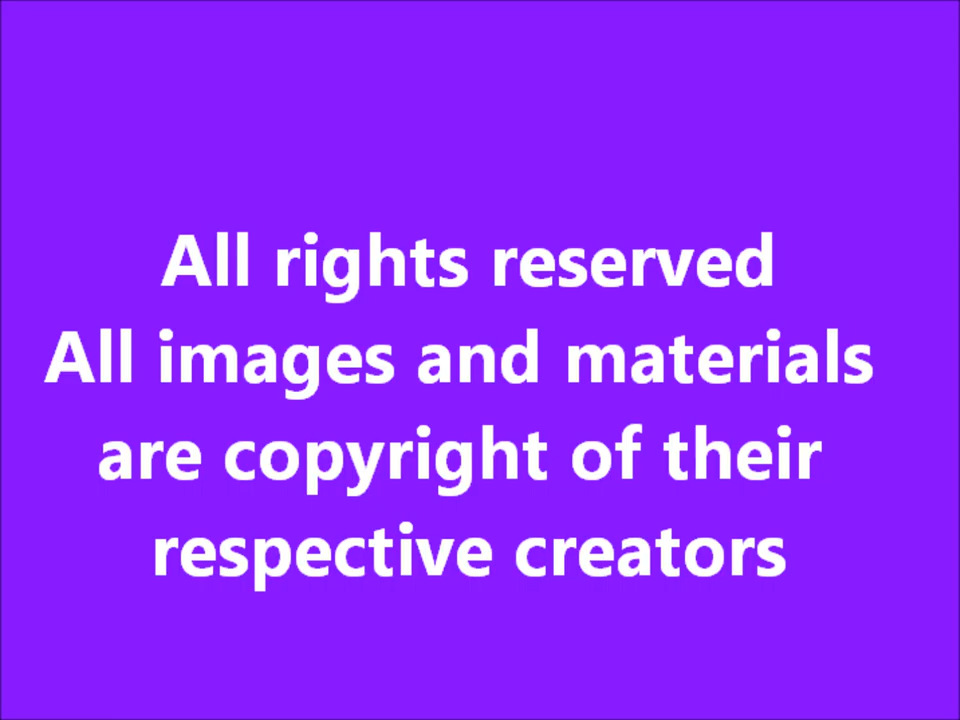 All rights reserved
All images and materials
are copyright of their
respective creators